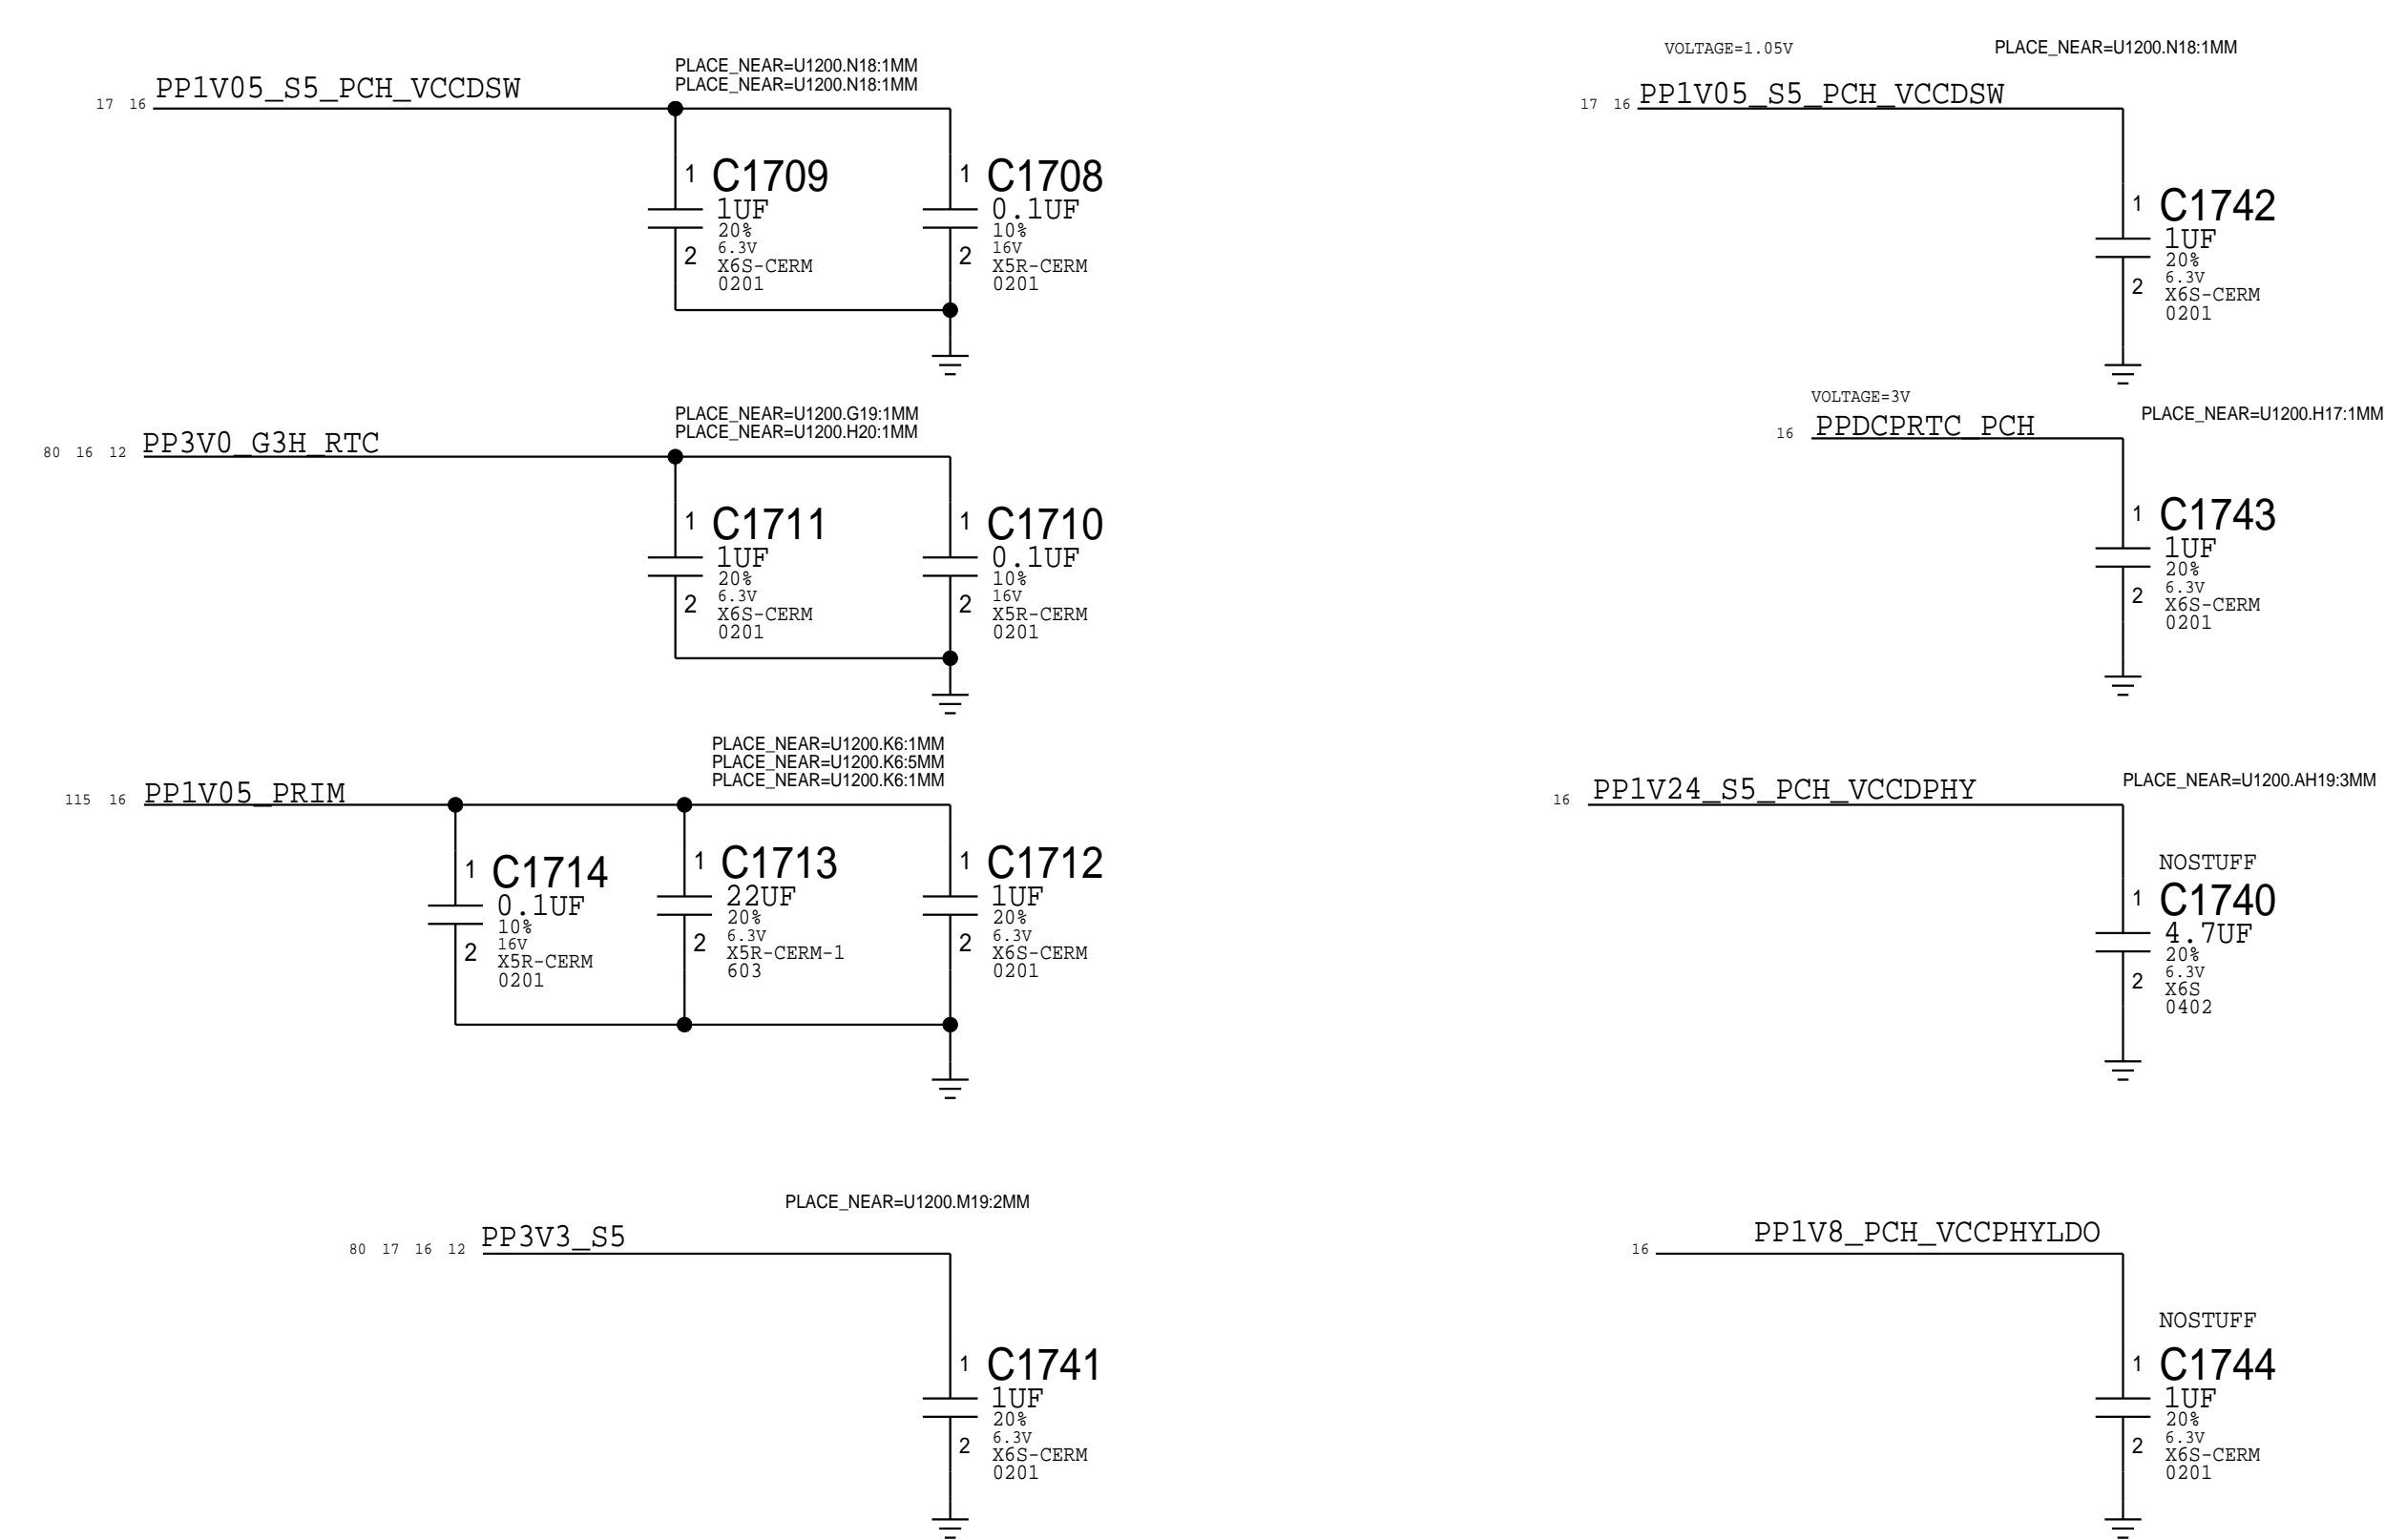 PLACE_NEAR=U1200.N18:1MM
PLACE_NEAR=U1200.N18:1MM
17 16 PP1V05_S5_PCH_VCCDSW
1 C1709
1UF
20%
6.3V
2 X6S-CERM
0201
1 C1708
0.1UF
10%
16V
2 X5R-CERM
0201
PLACE_NEAR=U1200.G19:1MM
PLACE_NEAR=U1200.H20:1MM
80 16 12 PP3V0_G3H_RTC
1 C1711
1UF
20%
6.3V
2 X6S-CERM
0201
1 C1710
0.1UF
10%
16V
2 X5R-CERM
0201
PLACE_NEAR=U1200.K6:1MM
PLACE_NEAR=U1200.K6:5MM
PLACE_NEAR=U1200.K6:1MM
115 16 PP1V05_PRIM
1 C1714
0.1UF
10%
16V
2 X5R-CERM
0201
1 C1713
22UF
20%
6.3V
2 X5R-CERM-1
603
1 C1712
1UF
20%
6.3V
2 X6S-CERM
0201
PLACE_NEAR=U1200.M19:2MM
80 17 16 12 PP3V3_S5
1 C1741
1UF
20%
6.3V
2 X6S-CERM
0201
VOLTAGE=1.05V
PLACE_NEAR=U1200.N18:1MM
17 16 PP1V05_S5_PCH_VCCDSW
1 C1742
1UF
20%
6.3V
2 X6S-CERM
0201
VOLTAGE=3V
PLACE_NEAR=U1200.H17:1MM
16 PPDCPRTC_PCH
1 C1743
1UF
20%
6.3V
2 X6S-CERM
0201
PLACE_NEAR=U1200.AH19:3MM
16 PP1V24_S5_PCH_VCCDPHY
NOSTUFF
1 C1740
4.7UF
20%
6.3V
2 X6S
0402
16 PP1V8_PCH_VCCPHYLDO
NOSTUFF
1 C1744
1UF
20%
6.3V
2 X6S-CERM
0201